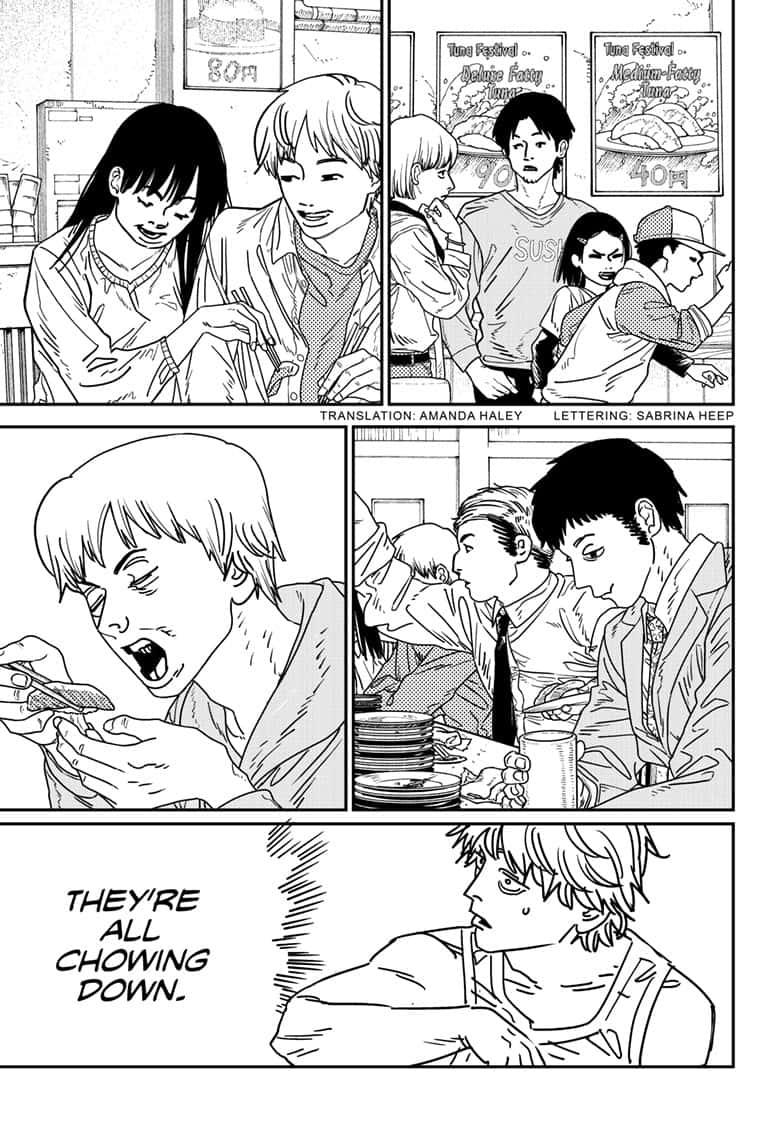 Tuna Festival
Medium-Fatty
Tuna
40円
Tuna Festival
Deluxe Fatty
Tuna
90
SUSH
80円
TRANSLATION: AMANDA HALEY
LETTERING: SABRINA HEEP
THEY'RE
ALL
CHOWING
DOWN.